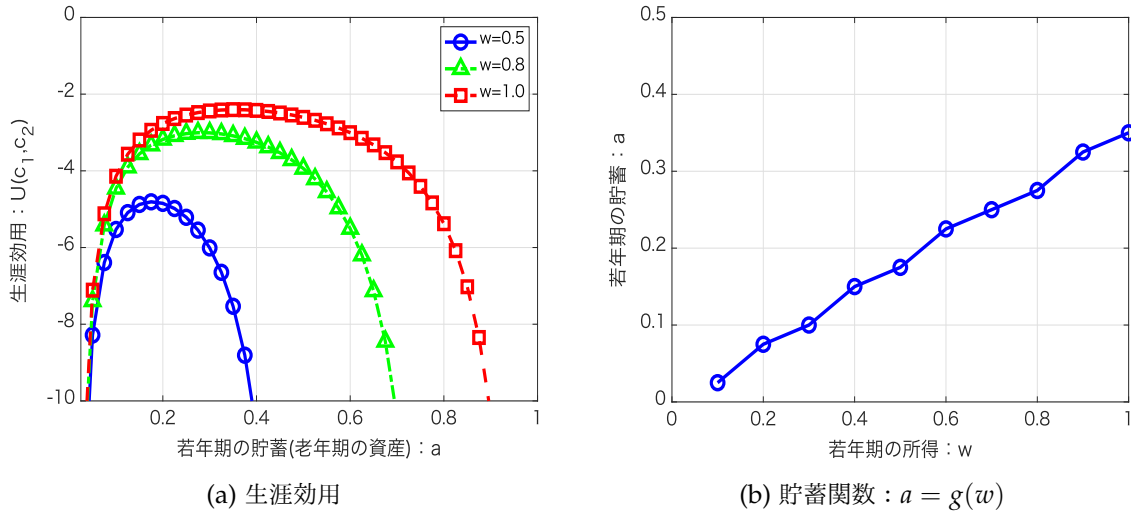 生涯効用：U(c₁,c₂)
0
-2
-4
-6
-8
-10
0.2
0.4
0.6
0.8
1
若年期の貯蓄(老年期の資産)：a
w=0.5
w=0.8
w=1.0
(a) 生涯効用
若年期の貯蓄：a
0.5
0.4
0.3
0.2
0.1
0
0
0.2
0.4
0.6
0.8
1
若年期の所得：w
(b) 貯蓄関数：a = g(w)